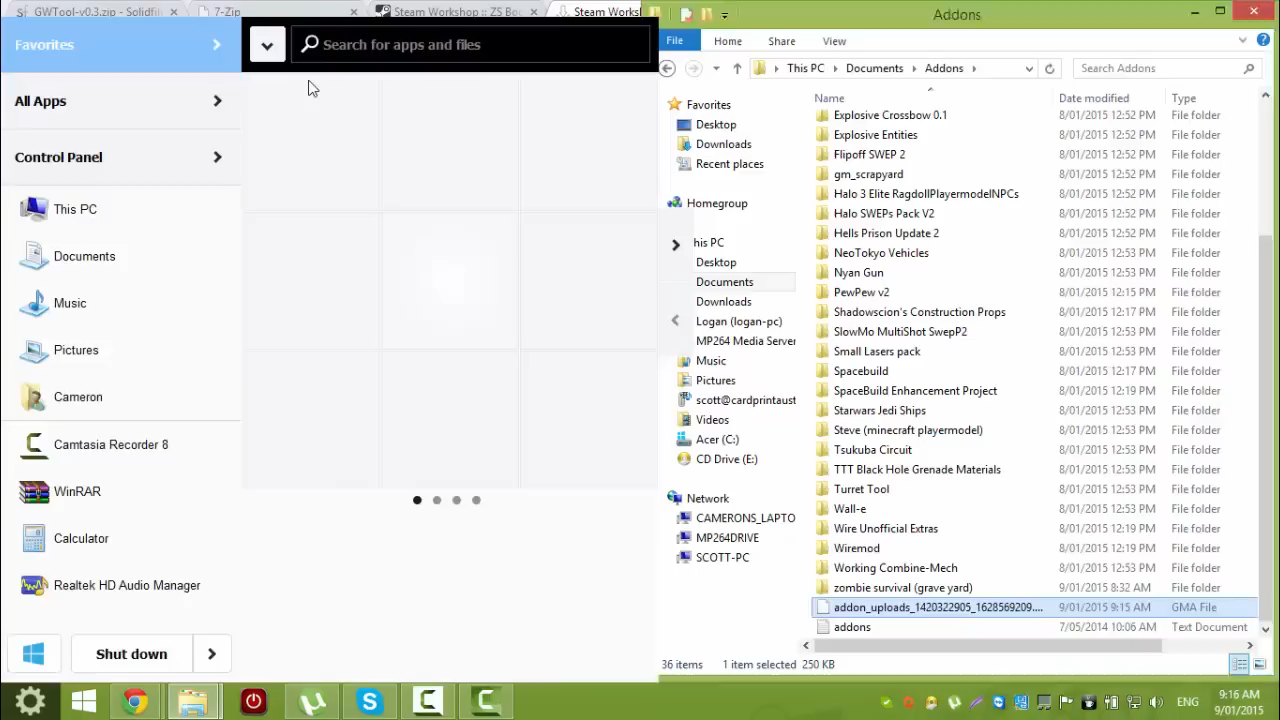 GWTool-v0.3.zip - Solidfil
7-Zip
Steam Workshop :: ZS Bo
Steam Works
Addons
Favorites
Search for apps and files
All Apps
Control Panel
This PC
Documents
Music
Pictures
Cameron
Camtasia Recorder 8
WinRAR
Calculator
Realtek HD Audio Manager
Shut down
File Home Share View
This PC Documents Addons
Search Addons
Favorites
Desktop
Downloads
Recent places
Homegroup
his PC
Desktop
Documents
Downloads
Logan (logan-pc)
MP264 Media Server
Music
Pictures
scott@cardprintaust
Videos
Acer (C:)
CD Drive (E:)
Network
CAMERONS_LAPTO
MP264DRIVE
SCOTT-PC
Name Date modified Type
Explosive Crossbow 0.1 8/01/2015 12:52 PM File folder
Explosive Entities 8/01/2015 12:52 PM File folder
Flipoff SWEP 2 8/01/2015 12:52 PM File folder
gm_scrapyard 8/01/2015 12:52 PM File folder
Halo 3 Elite RagdollPlayermodelNPCs 8/01/2015 12:52 PM File folder
Halo SWEPs Pack V2 8/01/2015 12:52 PM File folder
Hells Prison Update 2 8/01/2015 12:52 PM File folder
NeoTokyo Vehicles 8/01/2015 12:53 PM File folder
Nyan Gun 8/01/2015 12:53 PM File folder
PewPew v2 8/01/2015 12:15 PM File folder
Shadowscion's Construction Props 8/01/2015 12:17 PM File folder
SlowMo MultiShot SwepP2 8/01/2015 12:53 PM File folder
Small Lasers pack 8/01/2015 12:53 PM File folder
Spacebuild 8/01/2015 12:17 PM File folder
SpaceBuild Enhancement Project 8/01/2015 12:19 PM File folder
Starwars Jedi Ships 8/01/2015 12:53 PM File folder
Steve (minecraft playermodel) 8/01/2015 12:53 PM File folder
Tsukuba Circuit 8/01/2015 12:53 PM File folder
TTT Black Hole Grenade Materials 8/01/2015 12:53 PM File folder
Turret Tool 8/01/2015 12:53 PM File folder
Wall-e 8/01/2015 12:53 PM File folder
Wire Unofficial Extras 8/01/2015 12:53 PM File folder
Wiremod 8/01/2015 12:19 PM File folder
Working Combine-Mech 8/01/2015 12:53 PM File folder
zombie survival (grave yard) 9/01/2015 8:32 AM File folder
addon_uploads_1420322905_1628569209.... 9/01/2015 9:15 AM GMA File
addons 7/05/2014 10:06 AM Text Document
36 items 1 item selected 250 KB
ENG
9:16 AM
9/01/2015